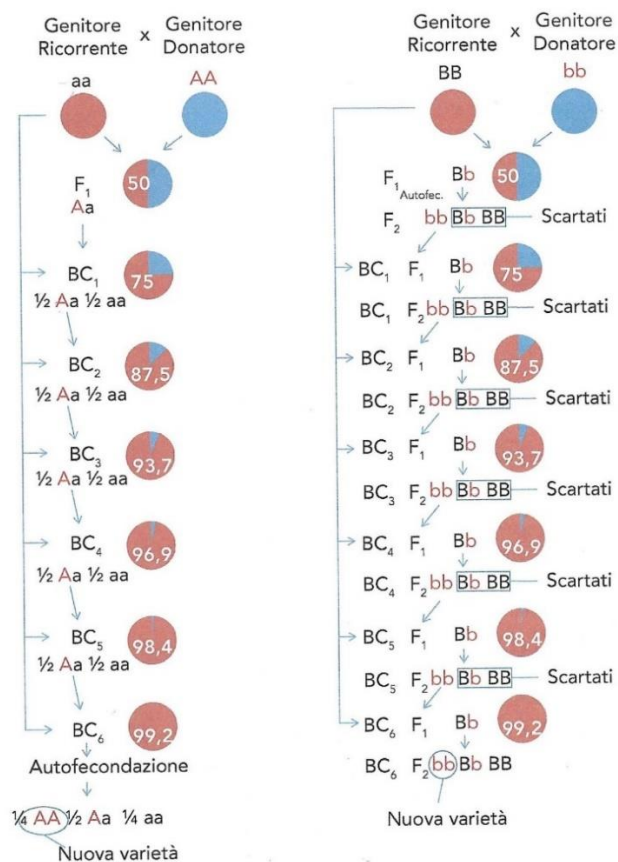 Genitore Ricorrente x Genitore Donatore
aa
AA
50
F1
Aa
BC1
75
½ Aa ½ aa
BC2
87,5
½ Aa ½ aa
BC3
93,7
½ Aa ½ aa
BC4
96,9
½ Aa ½ aa
BC5
98,4
½ Aa ½ aa
BC6
99,2
Autofecondazione
¼ AA ½ Aa ¼ aa
Nuova varietà
Genitore Ricorrente x Genitore Donatore
BB
bb
50
F1 Bb
Autofec.
F2 bb Bb BB Scartati
BC1 F1 Bb 75
BC1 F2 bb Bb BB Scartati
BC2 F1 Bb 87,5
BC2 F2 bb Bb BB Scartati
BC3 F1 Bb 93,7
BC3 F2 bb Bb BB Scartati
BC4 F1 Bb 96,9
BC4 F2 bb Bb BB Scartati
BC5 F1 Bb 98,4
BC5 F2 bb Bb BB Scartati
BC6 F1 Bb 99,2
BC6 F2 bb Bb BB
Nuova varietà